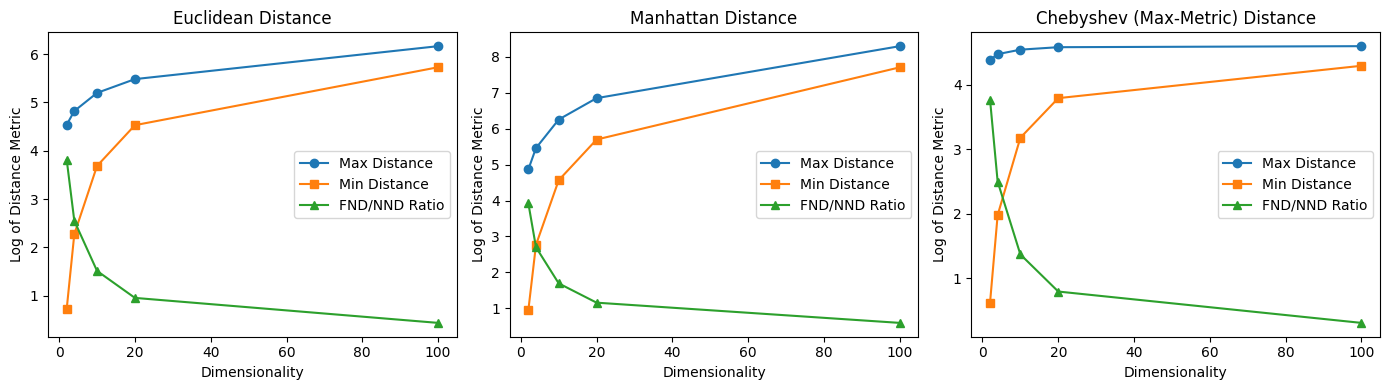 Euclidean Distance
Log of Distance Metric
6
5
4
3
2
1
Max Distance
Min Distance
FND/NND Ratio
0
20
40
60
80
100
Dimensionality
Manhattan Distance
Log of Distance Metric
8
7
6
5
4
3
2
1
Max Distance
Min Distance
FND/NND Ratio
0
20
40
60
80
100
Dimensionality
Chebyshev (Max-Metric) Distance
Log of Distance Metric
4
3
2
1
Max Distance
Min Distance
FND/NND Ratio
0
20
40
60
80
100
Dimensionality